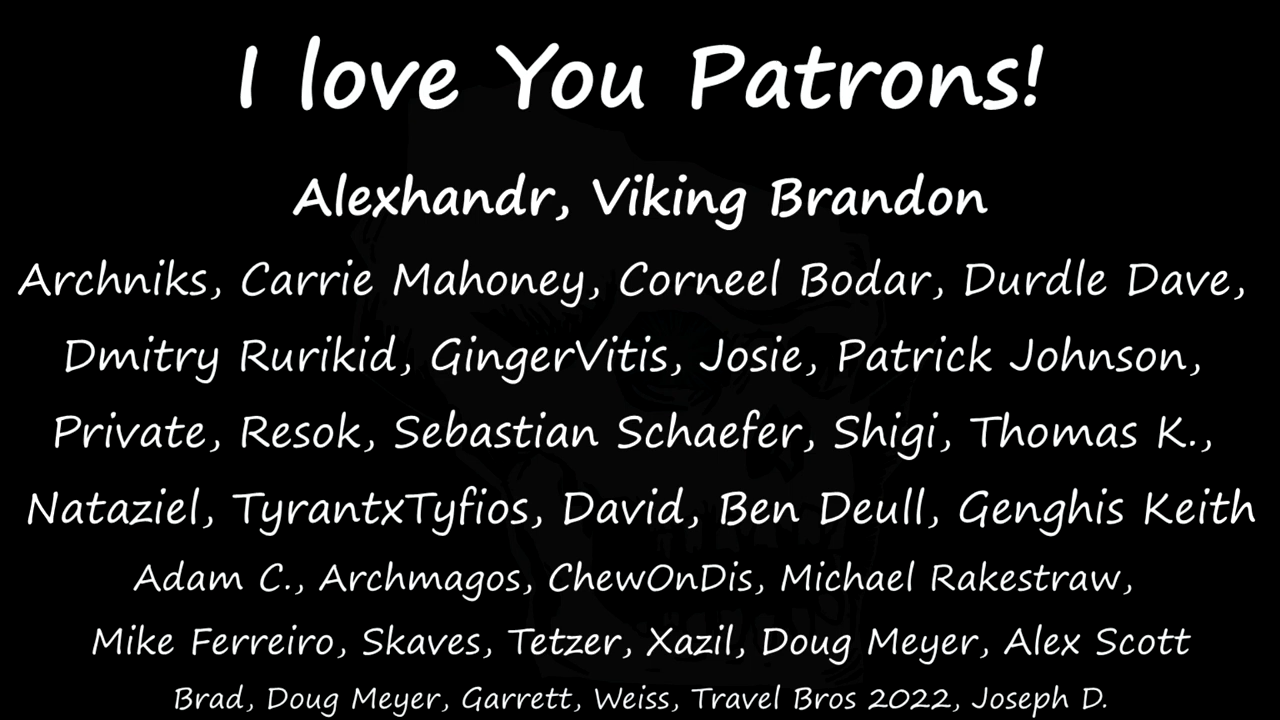 I love You Patrons!
Alexhandr, Viking Brandon
Archniks, Carrie Mahoney, Corneel Bodar, Durdle Dave,
Dmitry Rurikid, GingerVitis, Josie, Patrick Johnson,
Private, Resok, Sebastian Schaefer, Shigi, Thomas K.,
Nataziel, TyrantxTyfios, David, Ben Deull, Genghis Keith
Adam C., Archmagos, ChewOnDis, Michael Rakestraw,
Mike Ferreiro, Skaves, Tetzer, Xazil, Doug Meyer, Alex Scott
Brad, Doug Meyer, Garrett, Weiss, Travel Bros 2022, Joseph D.